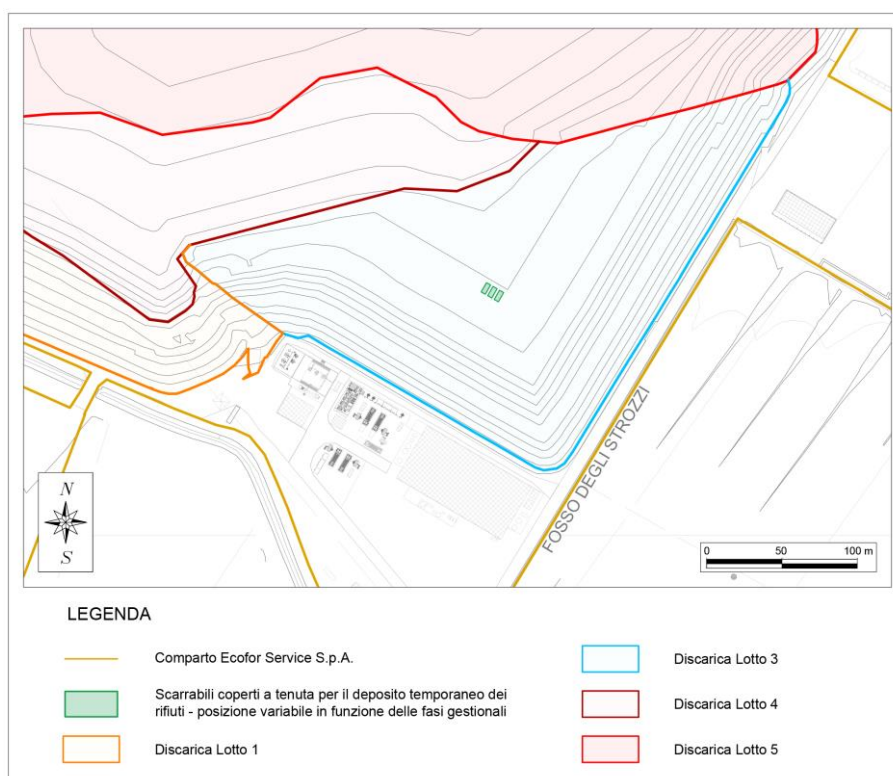 FOSSO DEGLI STROZZI
N
S
0 50 100 m
LEGENDA
Comparto Ecofor Service S.p.A.
Scarrabili coperti a tenuta per il deposito temporaneo dei
rifiuti - posizione variabile in funzione delle fasi gestionali
Discarica Lotto 1
Discarica Lotto 3
Discarica Lotto 4
Discarica Lotto 5